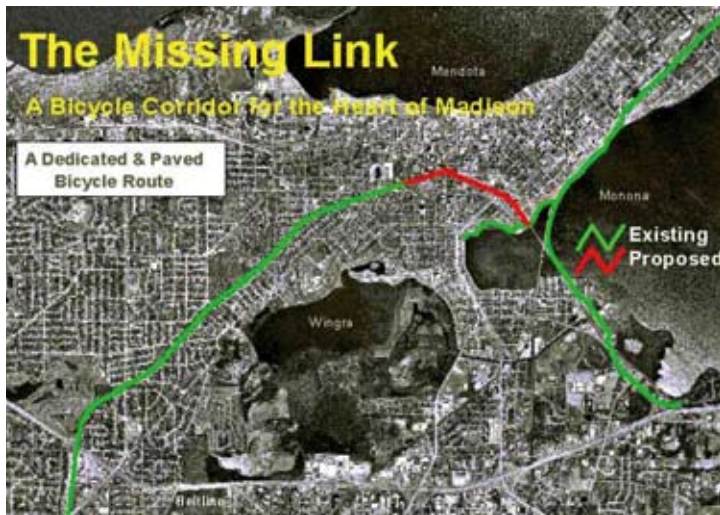 The Missing Link
Mendota
A Bicycle Corridor for the Heart of Madison
A Dedicated & Paved
Bicycle Route
Monona
Existing
Proposed
Wingra
Beltline